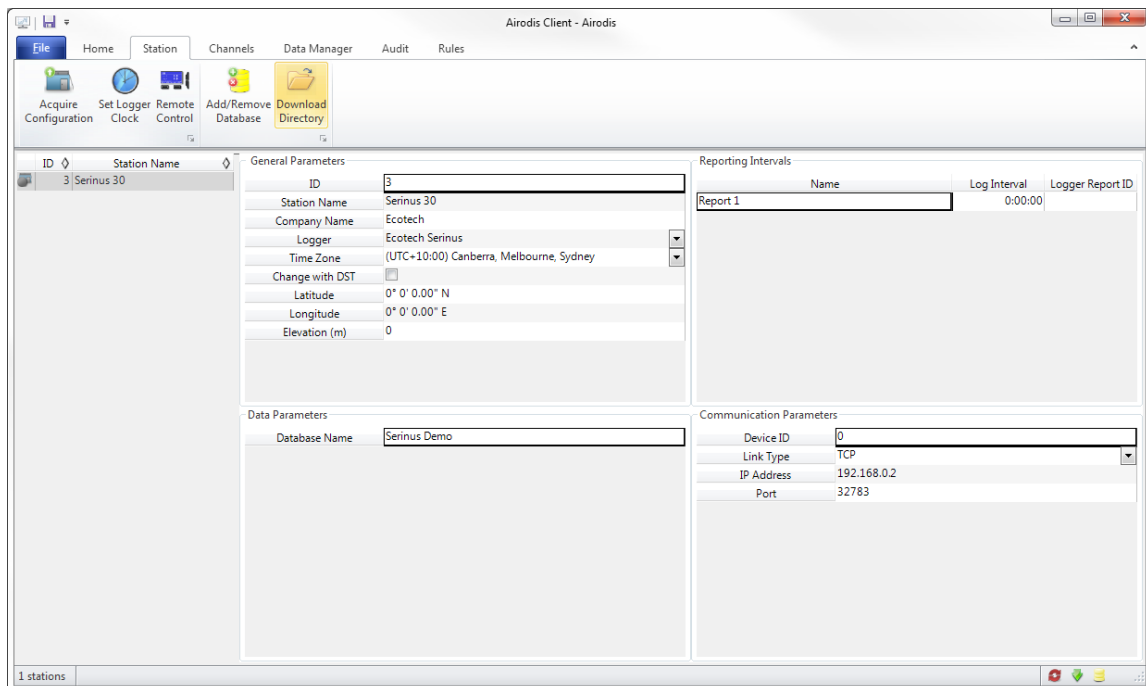 Airodis Client - Airodis
File Home Station Channels Data Manager Audit Rules
Acquire Configuration
Set Logger Clock
Remote Control
Add/Remove Database
Download Directory
ID Station Name
3 Serinus 30
General Parameters
ID 3
Station Name Serinus 30
Company Name Ecotech
Logger Ecotech Serinus
Time Zone (UTC+10:00) Canberra, Melbourne, Sydney
Change with DST
Latitude 0° 0' 0.00" N
Longitude 0° 0' 0.00" E
Elevation (m) 0
Reporting Intervals
Name Log Interval Logger Report ID
Report 1 0:00:00
Data Parameters
Database Name Serinus Demo
Communication Parameters
Device ID 0
Link Type TCP
IP Address 192.168.0.2
Port 32783
1 stations